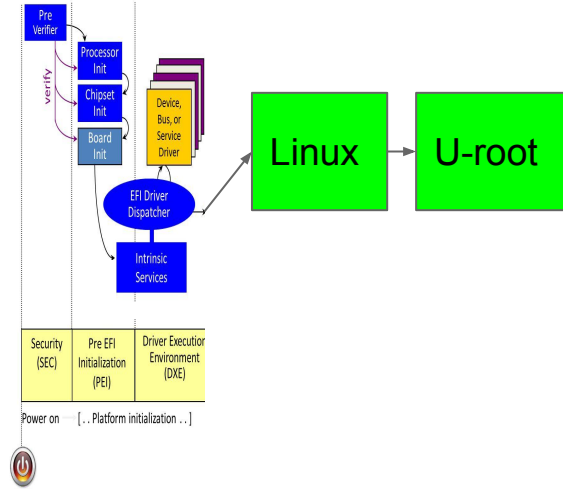 Pre
Verifier
verify
Processor
Init
Chipset
Init
Board
Init
Device,
Bus, or
Service
Driver
EFI Driver
Dispatcher
Intrinsic
Services
Linux
U-root
Security
(SEC)
Pre EFI
Initialization
(PEI)
Driver Execution
Environment
(DXE)
Power on
[ . . Platform initialization . . ]